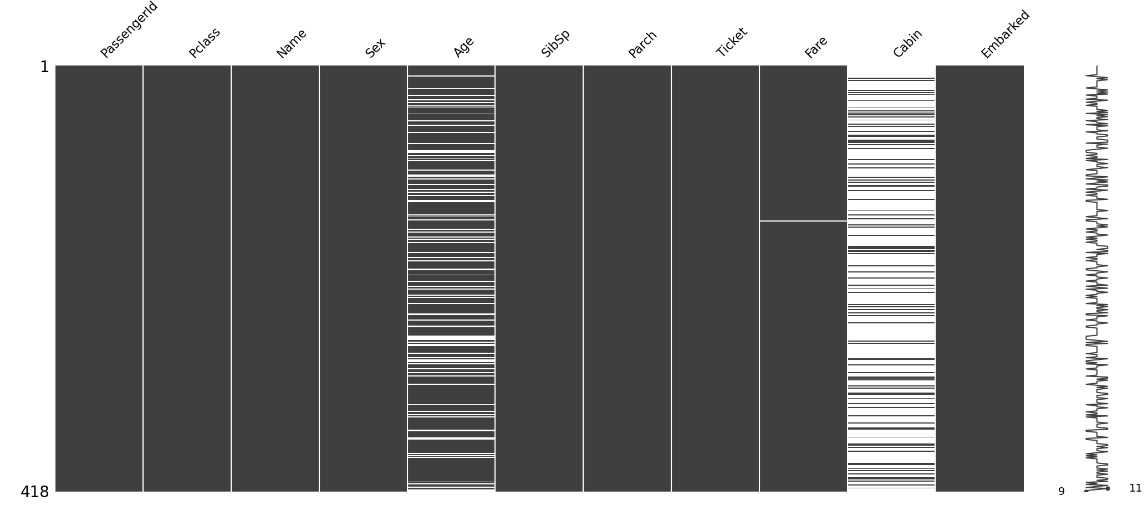 PassengerId
Pclass
Name
Sex
Age
SibSp
Parch
Ticket
Fare
Cabin
Embarked
1
418
9
11